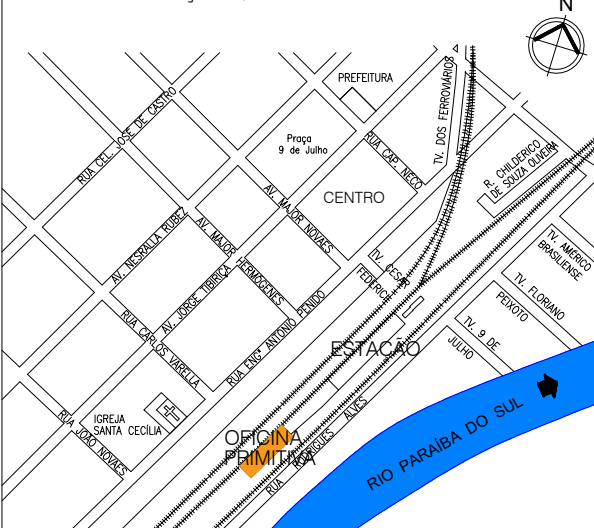 N
PREFEITURA
TV. DOS FERROVIÁRIOS
RUA CEL. JOSE DE CASTRO
Praça
9 de Julho
RUA CAP. NECO
R. CHILDERICO
DE SOUZA OLIVEIRA
CENTRO
AV. MAJOR NOVAES
AV. NESRALLA RUBEZ
AV. MAJOR
HERMÓGENES
TV. CESAR
FEDERICE
TV. AMÉRICO
BRASILIENSE
AV. JORGE TIBIRIÇÁ
TV. FLORIANO
PEIXOTO
RUA ENGº ANTONIO PENIDO
TV. 9 DE
JULHO
RUA CARLOS VARELLA
ESTAÇÃO
IGREJA
SANTA CECÍLIA
RUA JOÃO NOVAES
OFICINA
PRIMITIVA
RUA RODRIGUES ALVES
RIO PARAÍBA DO SUL